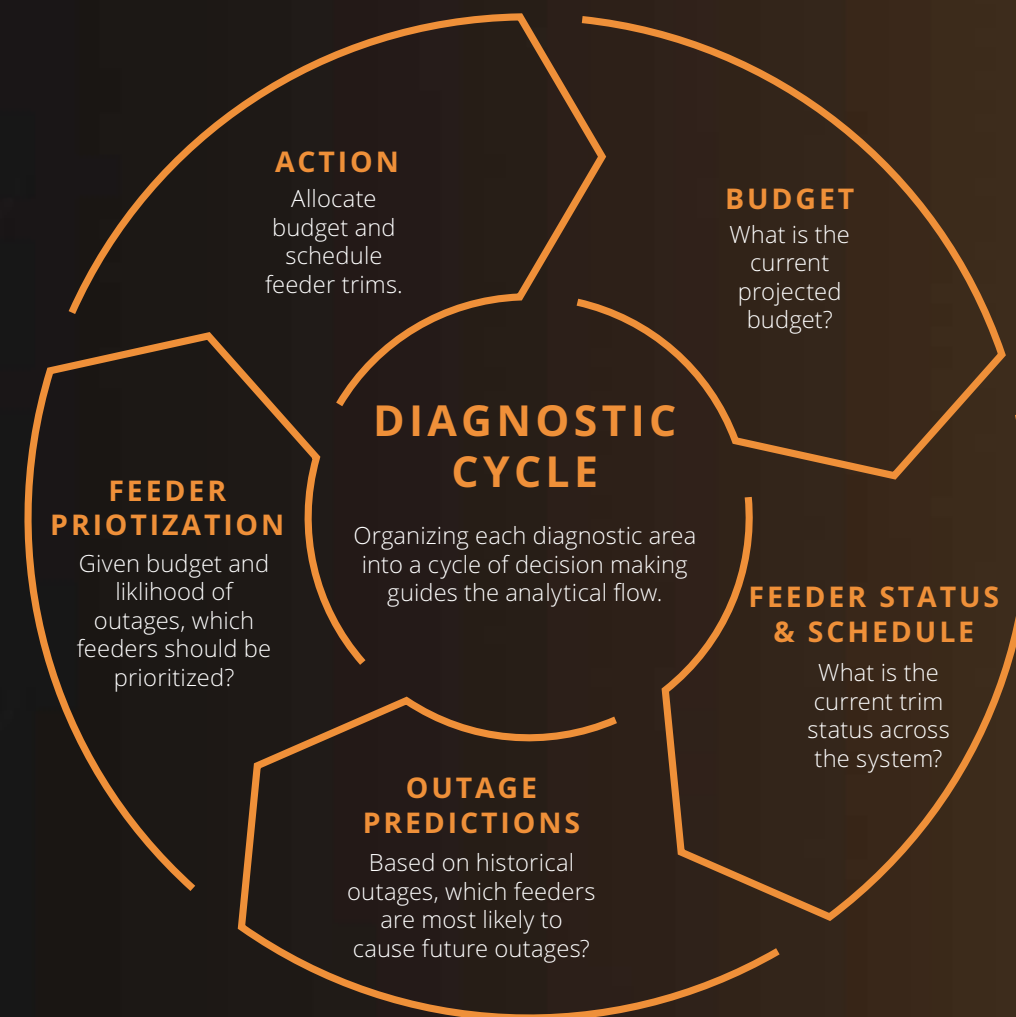 ACTION
Allocate
budget and
schedule
feeder trims.
BUDGET
What is the
current
projected
budget?
DIAGNOSTIC
CYCLE
Organizing each diagnostic area
into a cycle of decision making
guides the analytical flow.
FEEDER
PRIOTIZATION
Given budget and
liklihood of
outages, which
feeders should be
prioritized?
FEEDER STATUS
& SCHEDULE
What is the
current trim
status across
the system?
OUTAGE
PREDICTIONS
Based on historical
outages, which feeders
are most likely to
cause future outages?